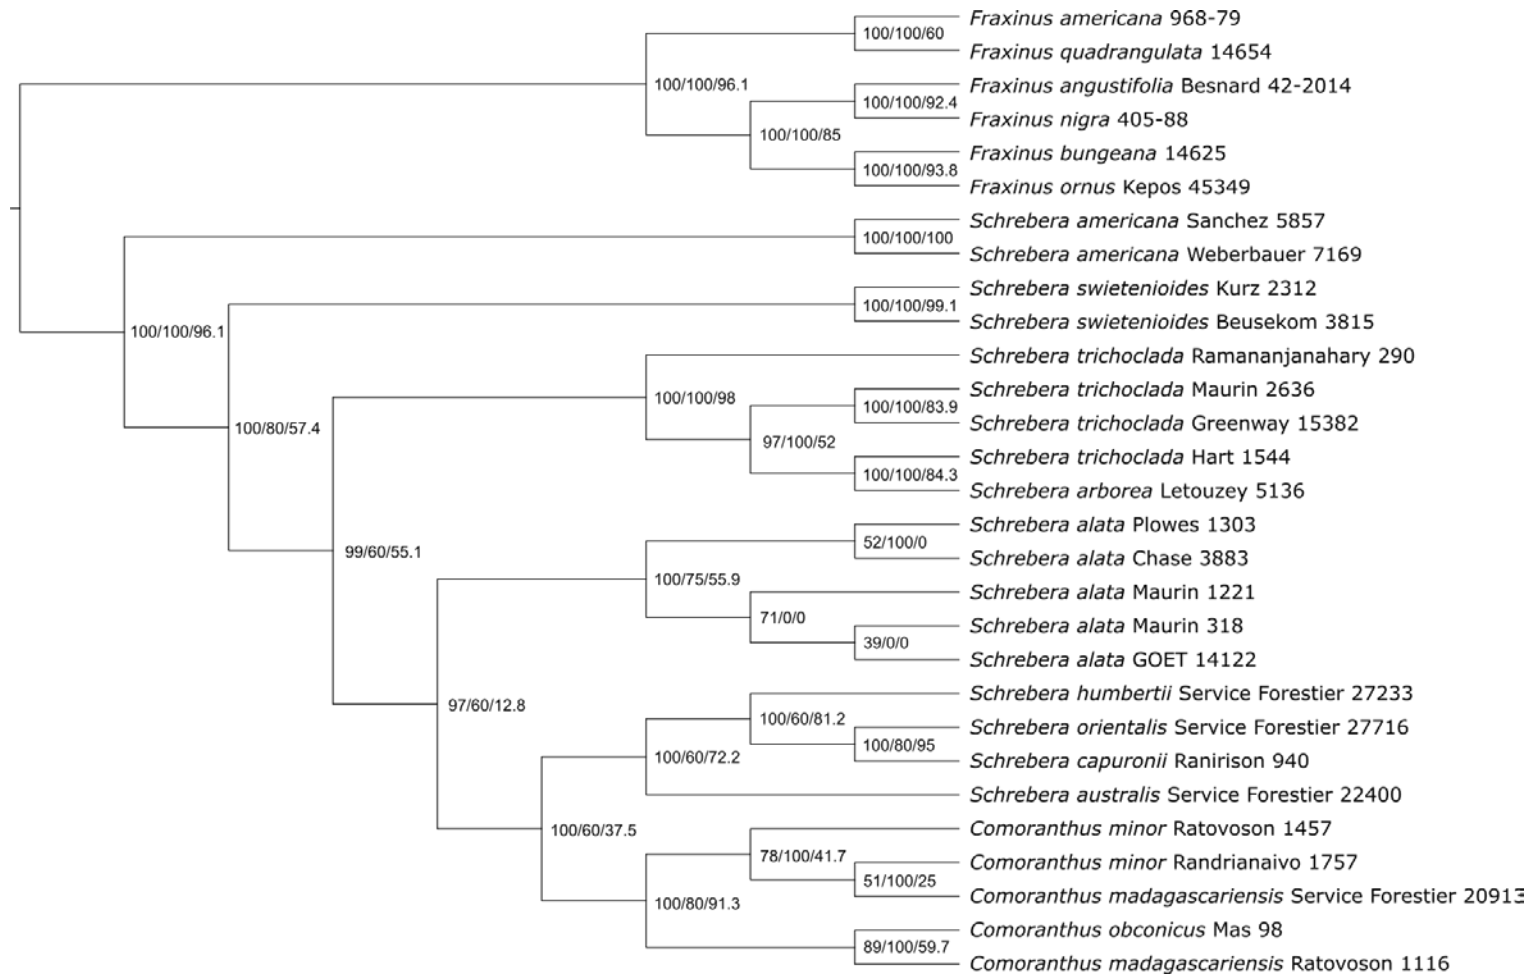 Fraxinus americana 968-79
100/100/60
Fraxinus quadrangulata 14654
100/100/96.1
Fraxinus angustifolia Besnard 42-2014
100/100/92.4
Fraxinus nigra 405-88
100/100/85
Fraxinus bungeana 14625
100/100/93.8
Fraxinus ornus Kepos 45349
Schrebera americana Sanchez 5857
100/100/100
Schrebera americana Weberbauer 7169
Schrebera swietenioides Kurz 2312
100/100/99.1
Schrebera swietenioides Beusekom 3815
100/100/96.1
Schrebera trichoclada Ramananjanahary 290
Schrebera trichoclada Maurin 2636
100/100/98
100/100/83.9
Schrebera trichoclada Greenway 15382
100/80/57.4
97/100/52
Schrebera trichoclada Hart 1544
100/100/84.3
Schrebera arborea Letouzey 5136
Schrebera alata Plowes 1303
52/100/0
99/60/55.1
Schrebera alata Chase 3883
100/75/55.9
Schrebera alata Maurin 1221
71/0/0
Schrebera alata Maurin 318
39/0/0
Schrebera alata GOET 14122
Schrebera humbertii Service Forestier 27233
97/60/12.8
100/60/81.2
Schrebera orientalis Service Forestier 27716
100/80/95
100/60/72.2
Schrebera capuronii Ranirison 940
Schrebera australis Service Forestier 22400
100/60/37.5
Comoranthus minor Ratovoson 1457
78/100/41.7
Comoranthus minor Randrianaivo 1757
51/100/25
Comoranthus madagascariensis Service Forestier 20913
100/80/91.3
Comoranthus obconicus Mas 98
89/100/59.7
Comoranthus madagascariensis Ratovoson 1116